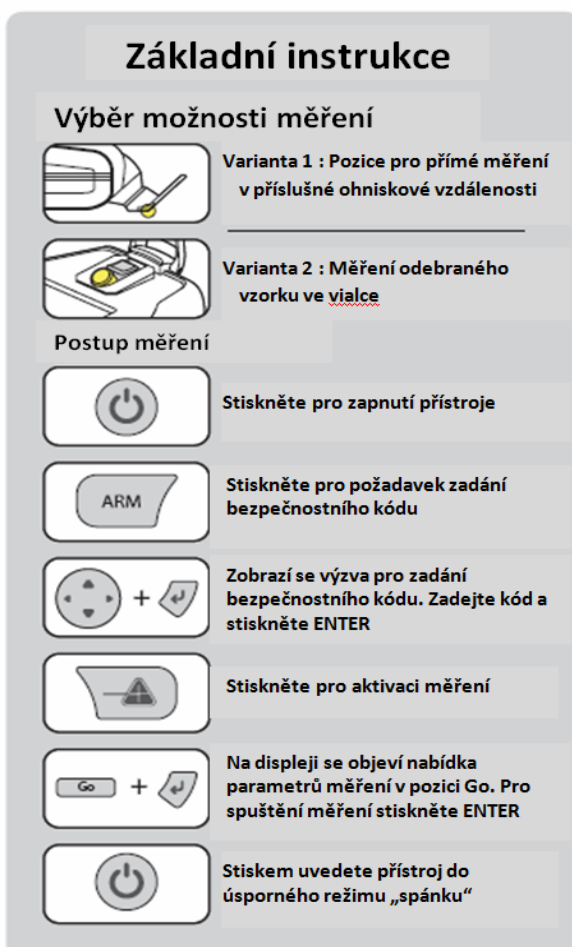 Základní instrukce
Výběr možnosti měření
Varianta 1 : Pozice pro přímé měření
v příslušné ohniskové vzdálenosti
Varianta 2 : Měření odebraného
vzorku ve vialce
Postup měření
Stiskněte pro zapnutí přístroje
ARM
Stiskněte pro požadavek zadání
bezpečnostního kódu
+
Zobrazí se výzva pro zadání
bezpečnostního kódu. Zadejte kód a
stiskněte ENTER
Stiskněte pro aktivaci měření
Go +
Na displeji se objeví nabídka
parametrů měření v pozici Go. Pro
spuštění měření stiskněte ENTER
Stiskem uvedete přístroj do
úsporného režimu „spánku“